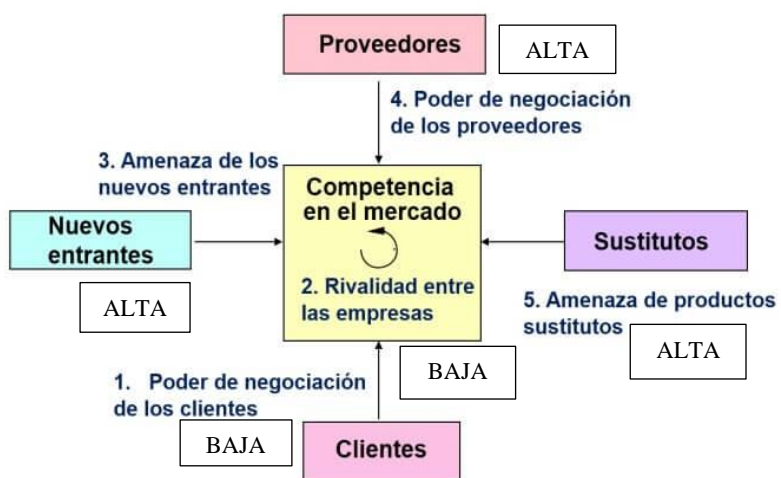 Proveedores
ALTA
4. Poder de negociación
de los proveedores
3. Amenaza de los
nuevos entrantes
Competencia
en el mercado
Nuevos
entrantes
ALTA
Sustitutos
2. Rivalidad entre
las empresas
5. Amenaza de productos
sustitutos
ALTA
BAJA
1. Poder de negociación
de los clientes
BAJA
Clientes